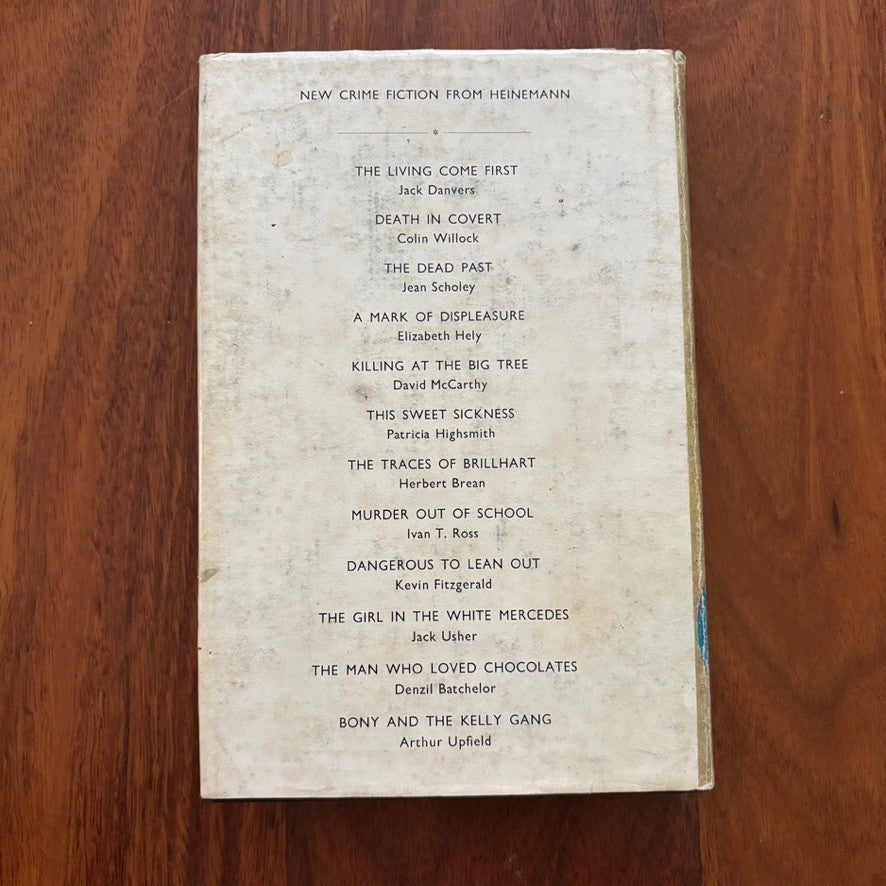 NEW CRIME FICTION FROM HEINEMANN
THE LIVING COME FIRST
Jack Danvers
DEATH IN COVERT
Colin Willock
THE DEAD PAST
Jean Scholey
A MARK OF DISPLEASURE
Elizabeth Hely
KILLING AT THE BIG TREE
David McCarthy
THIS SWEET SICKNESS
Patricia Highsmith
THE TRACES OF BRILLHART
Herbert Brean
MURDER OUT OF SCHOOL
Ivan T. Ross
DANGEROUS TO LEAN OUT
Kevin Fitzgerald
THE GIRL IN THE WHITE MERCEDES
Jack Usher
THE MAN WHO LOVED CHOCOLATES
Denzil Batchelor
BONY AND THE KELLY GANG
Arthur Upfield